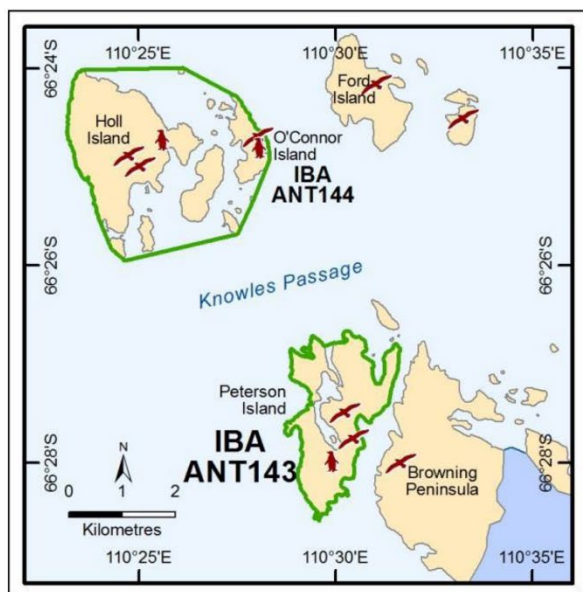 110°25'E
110°30'E
110°35'E
66°24'S
66°24'S
Holl
Island
Ford
Island
O'Connor
Island
IBA
ANT144
66°26'S
66°26'S
Knowles Passage
Peterson
Island
IBA
ANT143
66°28'S
66°28'S
Browning
Peninsula
N
0 1 2
Kilometres
110°25'E
110°30'E
110°35'E